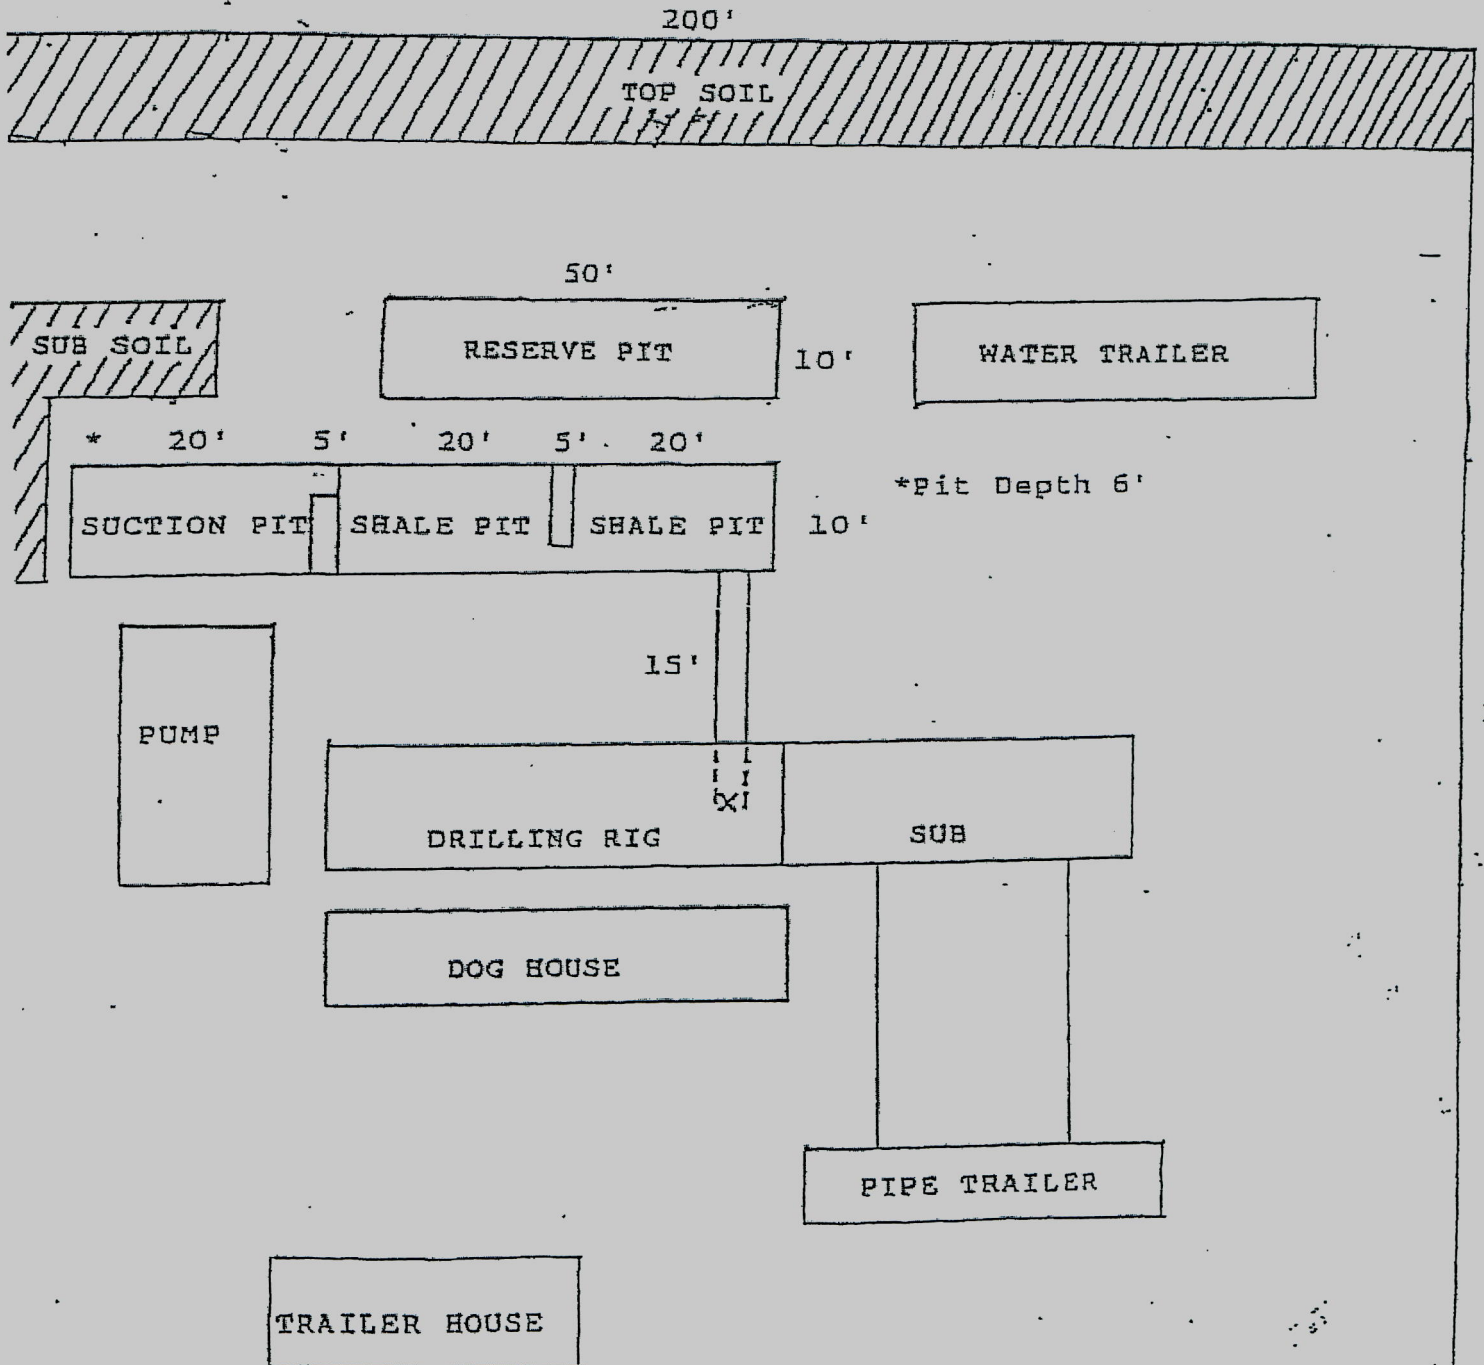 200'
TOP SOIL
50'
SUB SOIL
RESERVE PIT
10'
WATER TRAILER
* 20' 5' 20' 5' 20'
*Pit Depth 6'
SUCTION PIT
SHALE PIT
SHALE PIT
10'
15'
PUMP
X
DRILLING RIG
SUB
DOG HOUSE
PIPE TRAILER
TRAILER HOUSE